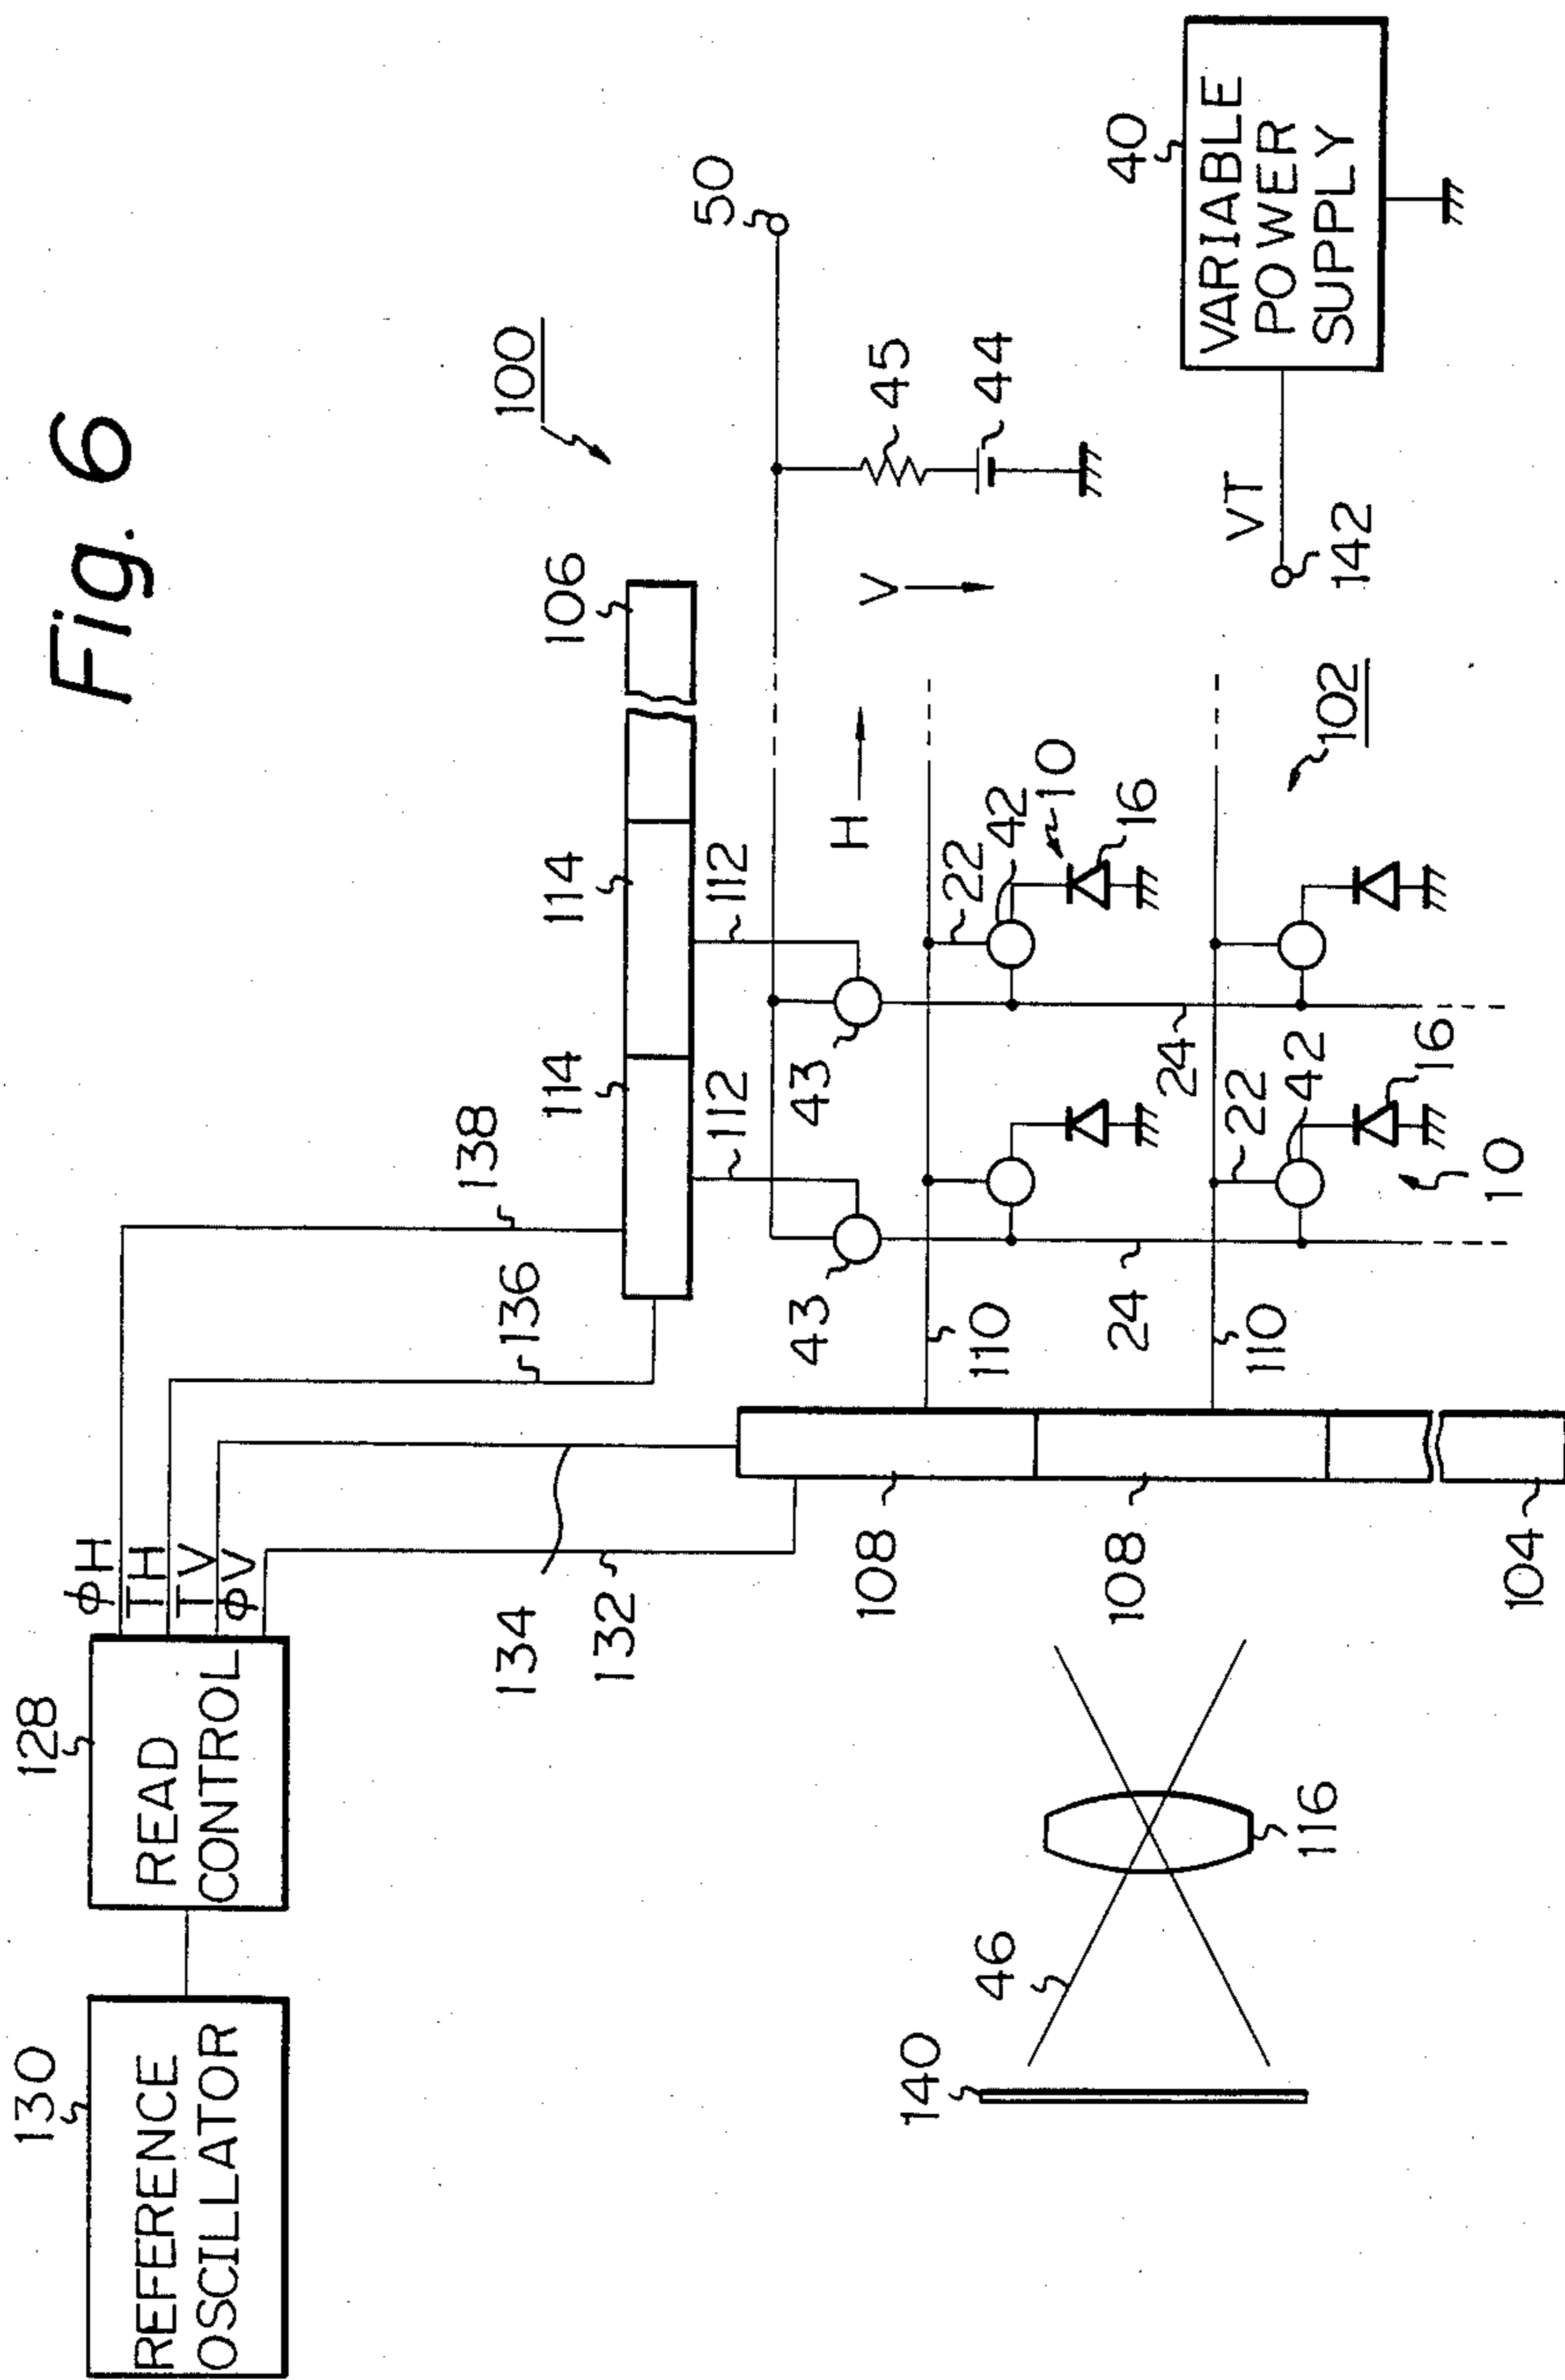 Fig. 6
130
REFERENCE
OSCILLATOR
128
READ
CONTROL
ΦH
TH
TV
ΦV
138
136
134
132
114
114
106
100
112
112
50
43
43
45
44
H
V
110
22
42
10
16
24
24
110
22
42
16
10
102
108
108
104
140
46
116
VT
142
40
VARIABLE
POWER
SUPPLY